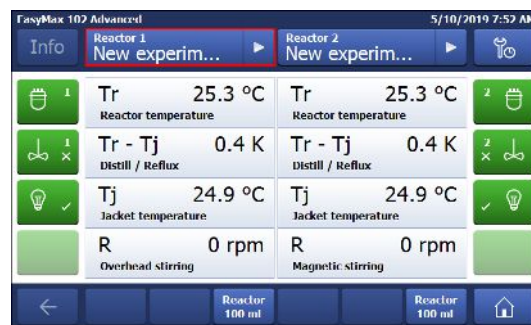 EasyMax 102 Advanced 5/10/2019 7:52 AM
Info
Reactor 1
New experim...
Reactor 2
New experim...
1
Tr 25.3 °C
Reactor temperature
Tr 25.3 °C
Reactor temperature
2
1
Tr - Tj 0.4 K
Distill / Reflux
Tr - Tj 0.4 K
Distill / Reflux
2
Tj 24.9 °C
Jacket temperature
Tj 24.9 °C
Jacket temperature
R 0 rpm
Overhead stirring
R 0 rpm
Magnetic stirring
Reactor
100 ml
Reactor
100 ml